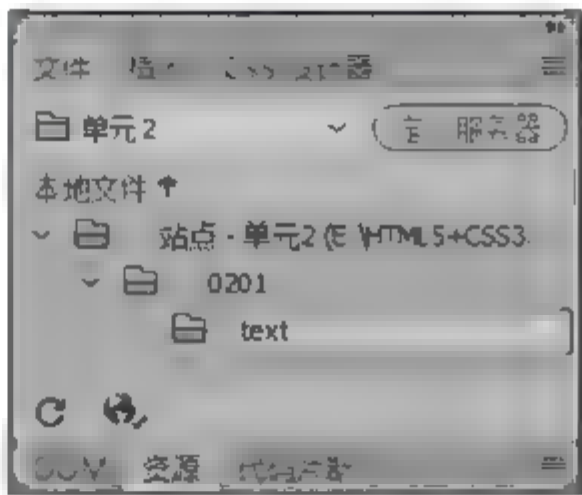 文件
单元 2 服务器
本地文件
站点 - 单元2 (E \HTML5+CSS3.
0201
text
资源